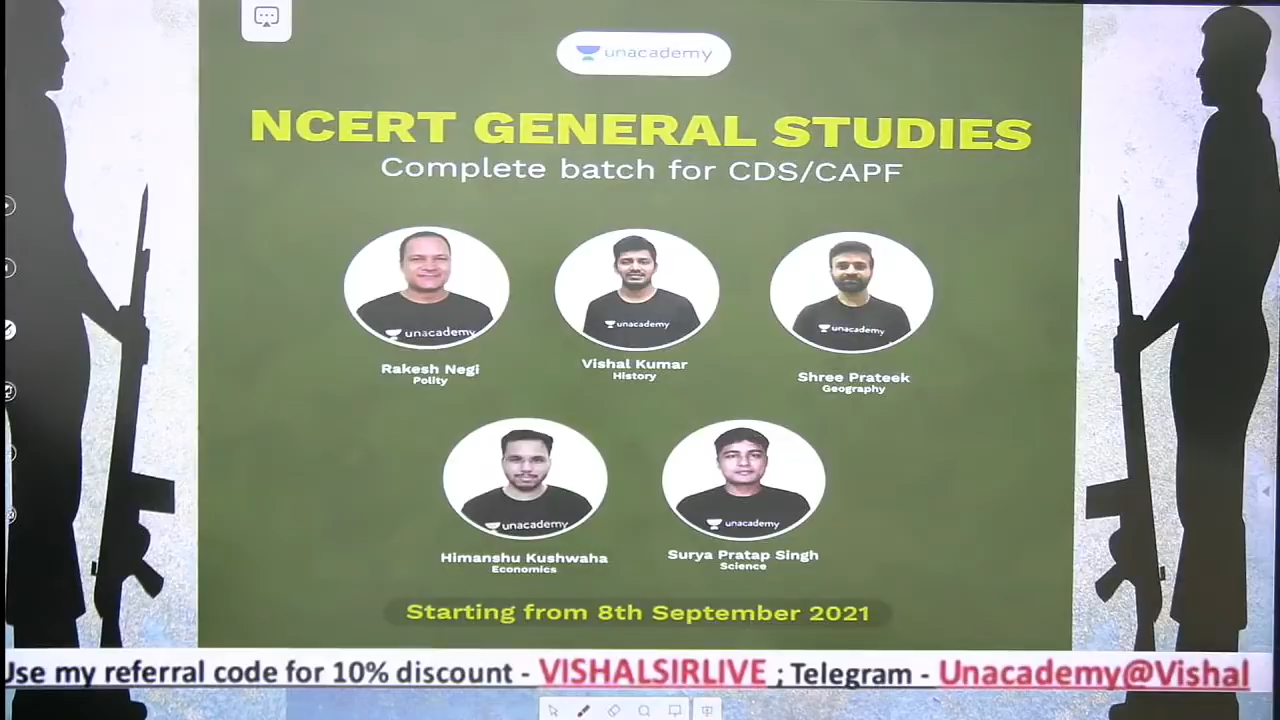 unacademy
NCERT GENERAL STUDIES
Complete batch for CDS/CAPF
unacademy
unacademy
unacademy
Rakesh Negi
Polity
Vishal Kumar
History
Shree Prateek
Geography
unacademy
unacademy
Himanshu Kushwaha
Economics
Surya Pratap Singh
Science
Starting from 8th September 2021
Use my referral code for 10% discount - VISHALSIRLIVE ; Telegram - Unacademy@Vishal